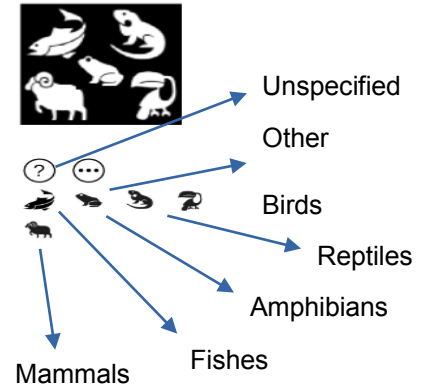 Unspecified
Other
?
Birds
Reptiles
Amphibians
Fishes
Mammals